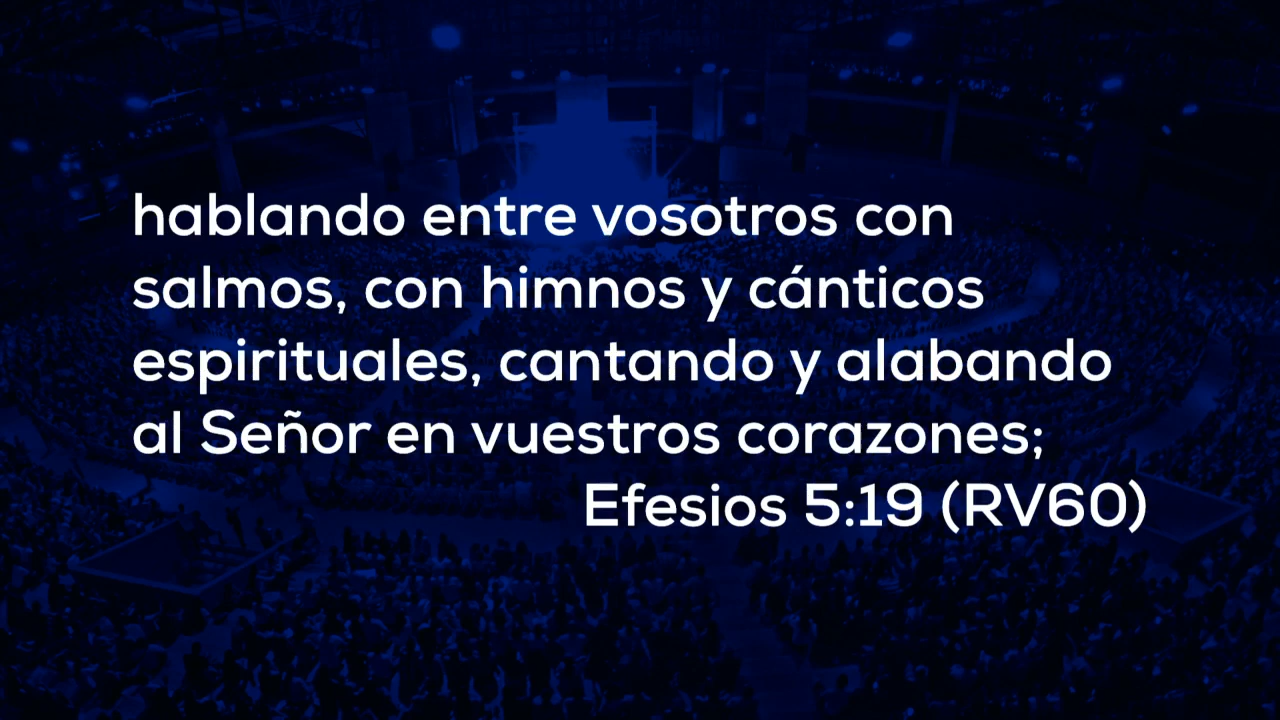 hablando entre vosotros con
salmos, con himnos y cánticos
espirituales, cantando y alabando
al Señor en vuestros corazones;
Efesios 5:19 (RV60)